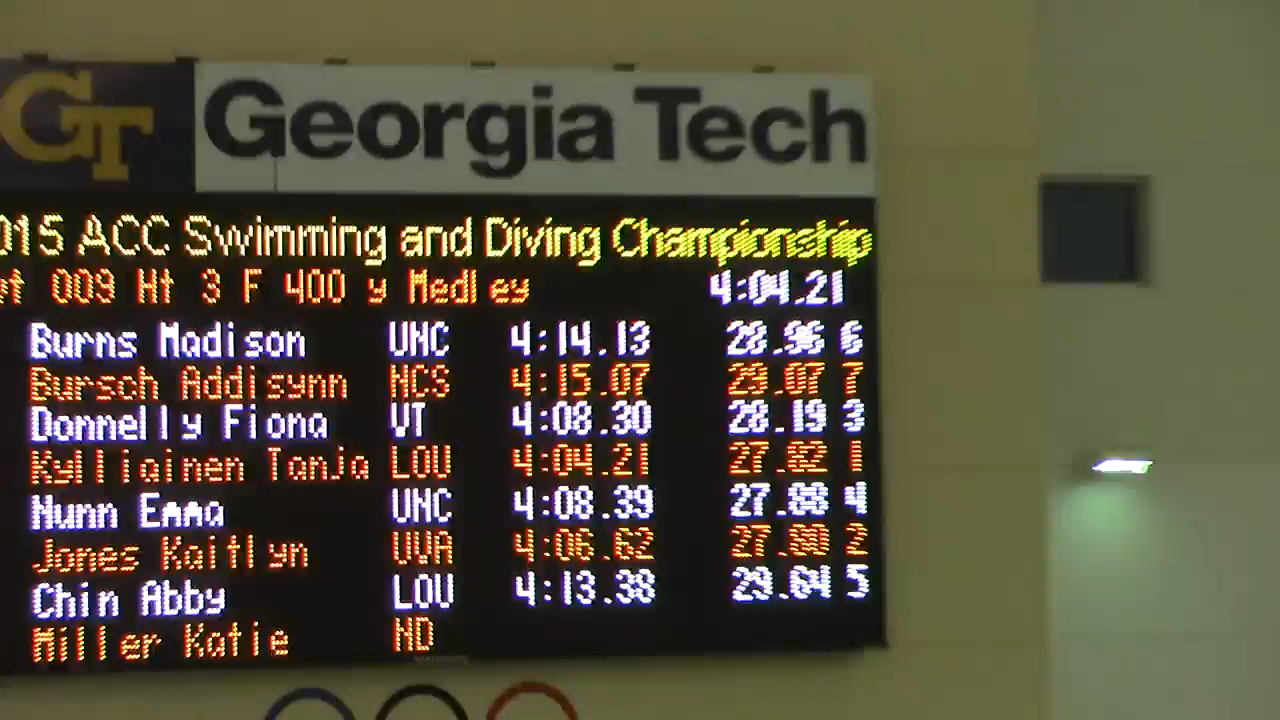 GT Georgia Tech
015 ACC Swimming and Diving Championship
009 Ht 3 F 400 y Medley 4:04.21
Burns Madison UNC 4:14.13 28.96 6
Bursch Addisynn NCS 4:15.07 29.07 7
Donnelly Fiona VT 4:08.30 28.19 3
Kylliainen Tanja LOU 4:04.21 27.82 1
Nunn Emma UNC 4:08.39 27.88 4
Jones Kaitlyn UVA 4:06.62 27.80 2
Chin Abby LOU 4:13.38 29.64 5
Miller Katie ND